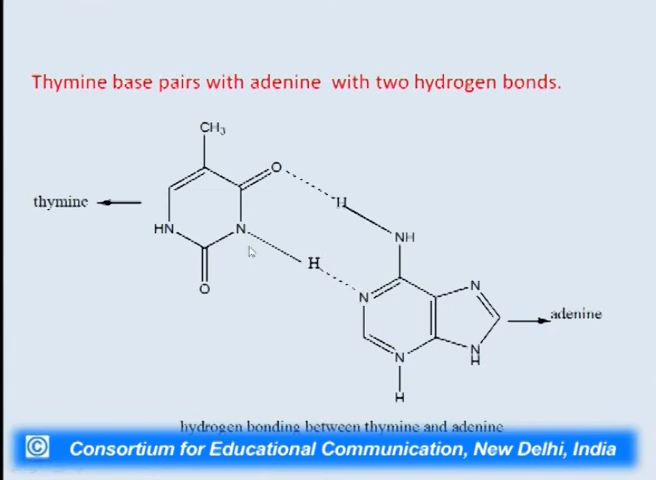 Thymine base pairs with adenine with two hydrogen bonds.
CH3
O
H
thymine
HN
N
NH
H
O
N
N
adenine
N
N
H
H
hydrogen bonding between thymine and adenine
© Consortium for Educational Communication, New Delhi, India